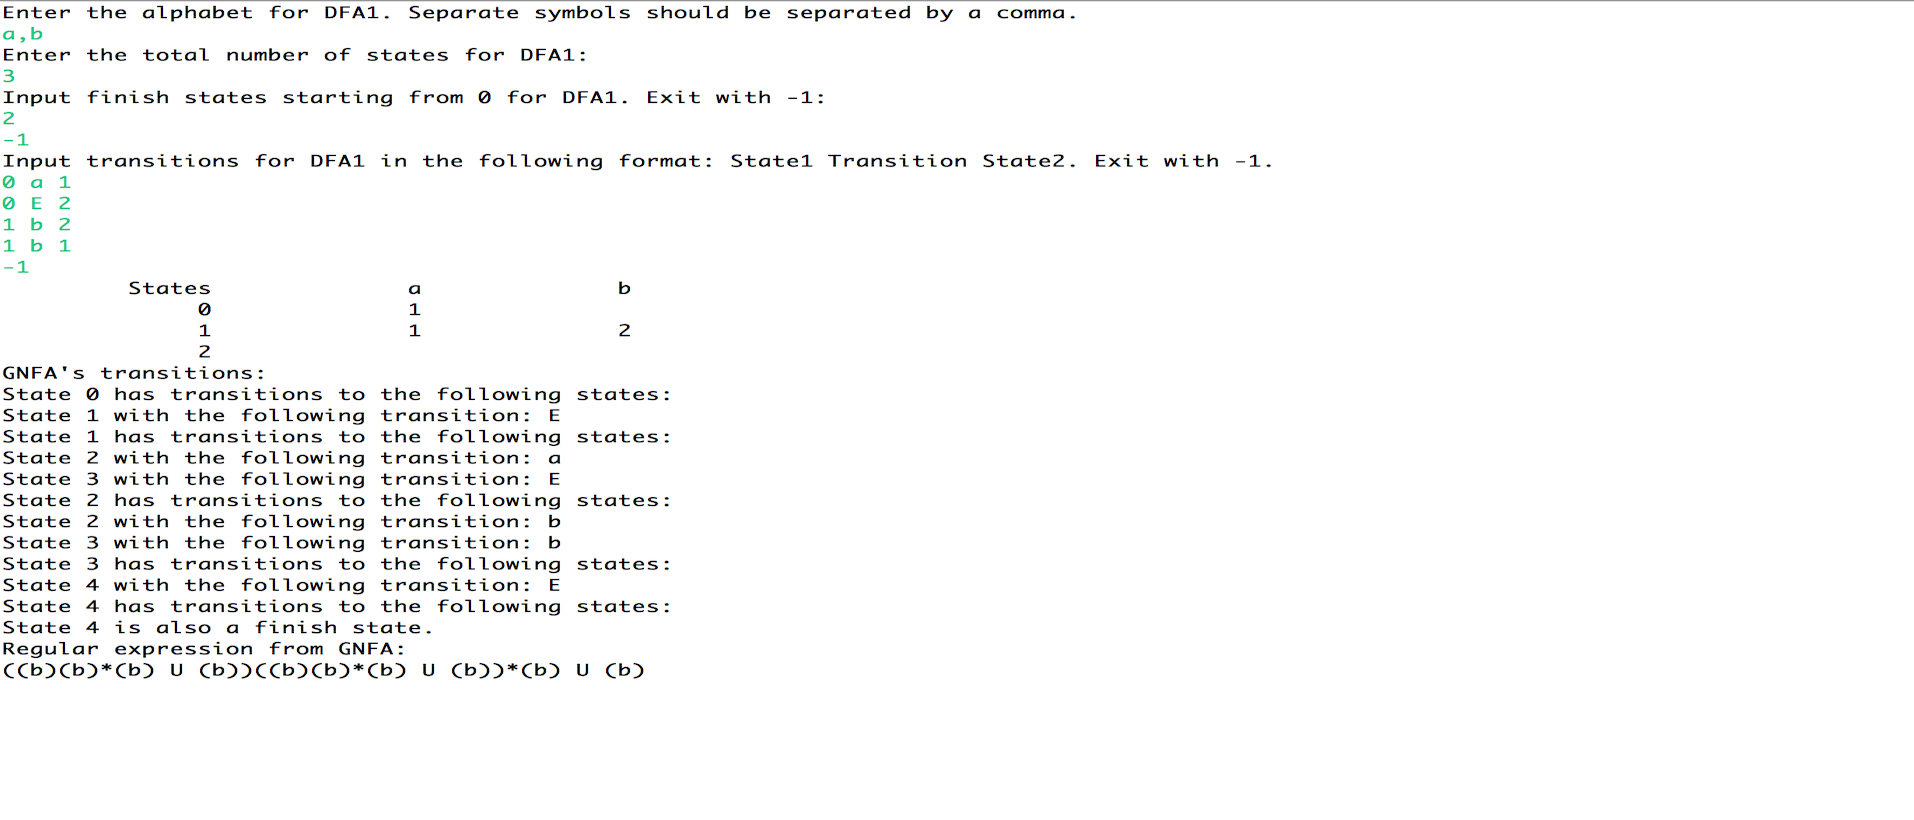 Enter the alphabet for DFA1. Separate symbols should be separated by a comma.
a,b
Enter the total number of states for DFA1:
3
Input finish states starting from 0 for DFA1. Exit with -1:
2
-1
Input transitions for DFA1 in the following format: State1 Transition State2. Exit with -1.
0 a 1
0 E 2
1 b 2
1 b 1
-1
States a b
0 1
1 1 2
2
GNFA's transitions:
State 0 has transitions to the following states:
State 1 with the following transition: E
State 1 has transitions to the following states:
State 2 with the following transition: a
State 3 with the following transition: E
State 2 has transitions to the following states:
State 2 with the following transition: b
State 3 with the following transition: b
State 3 has transitions to the following states:
State 4 with the following transition: E
State 4 has transitions to the following states:
State 4 is also a finish state.
Regular expression from GNFA:
((b)(b)*(b) U (b))((b)(b)*(b) U (b))*(b) U (b)